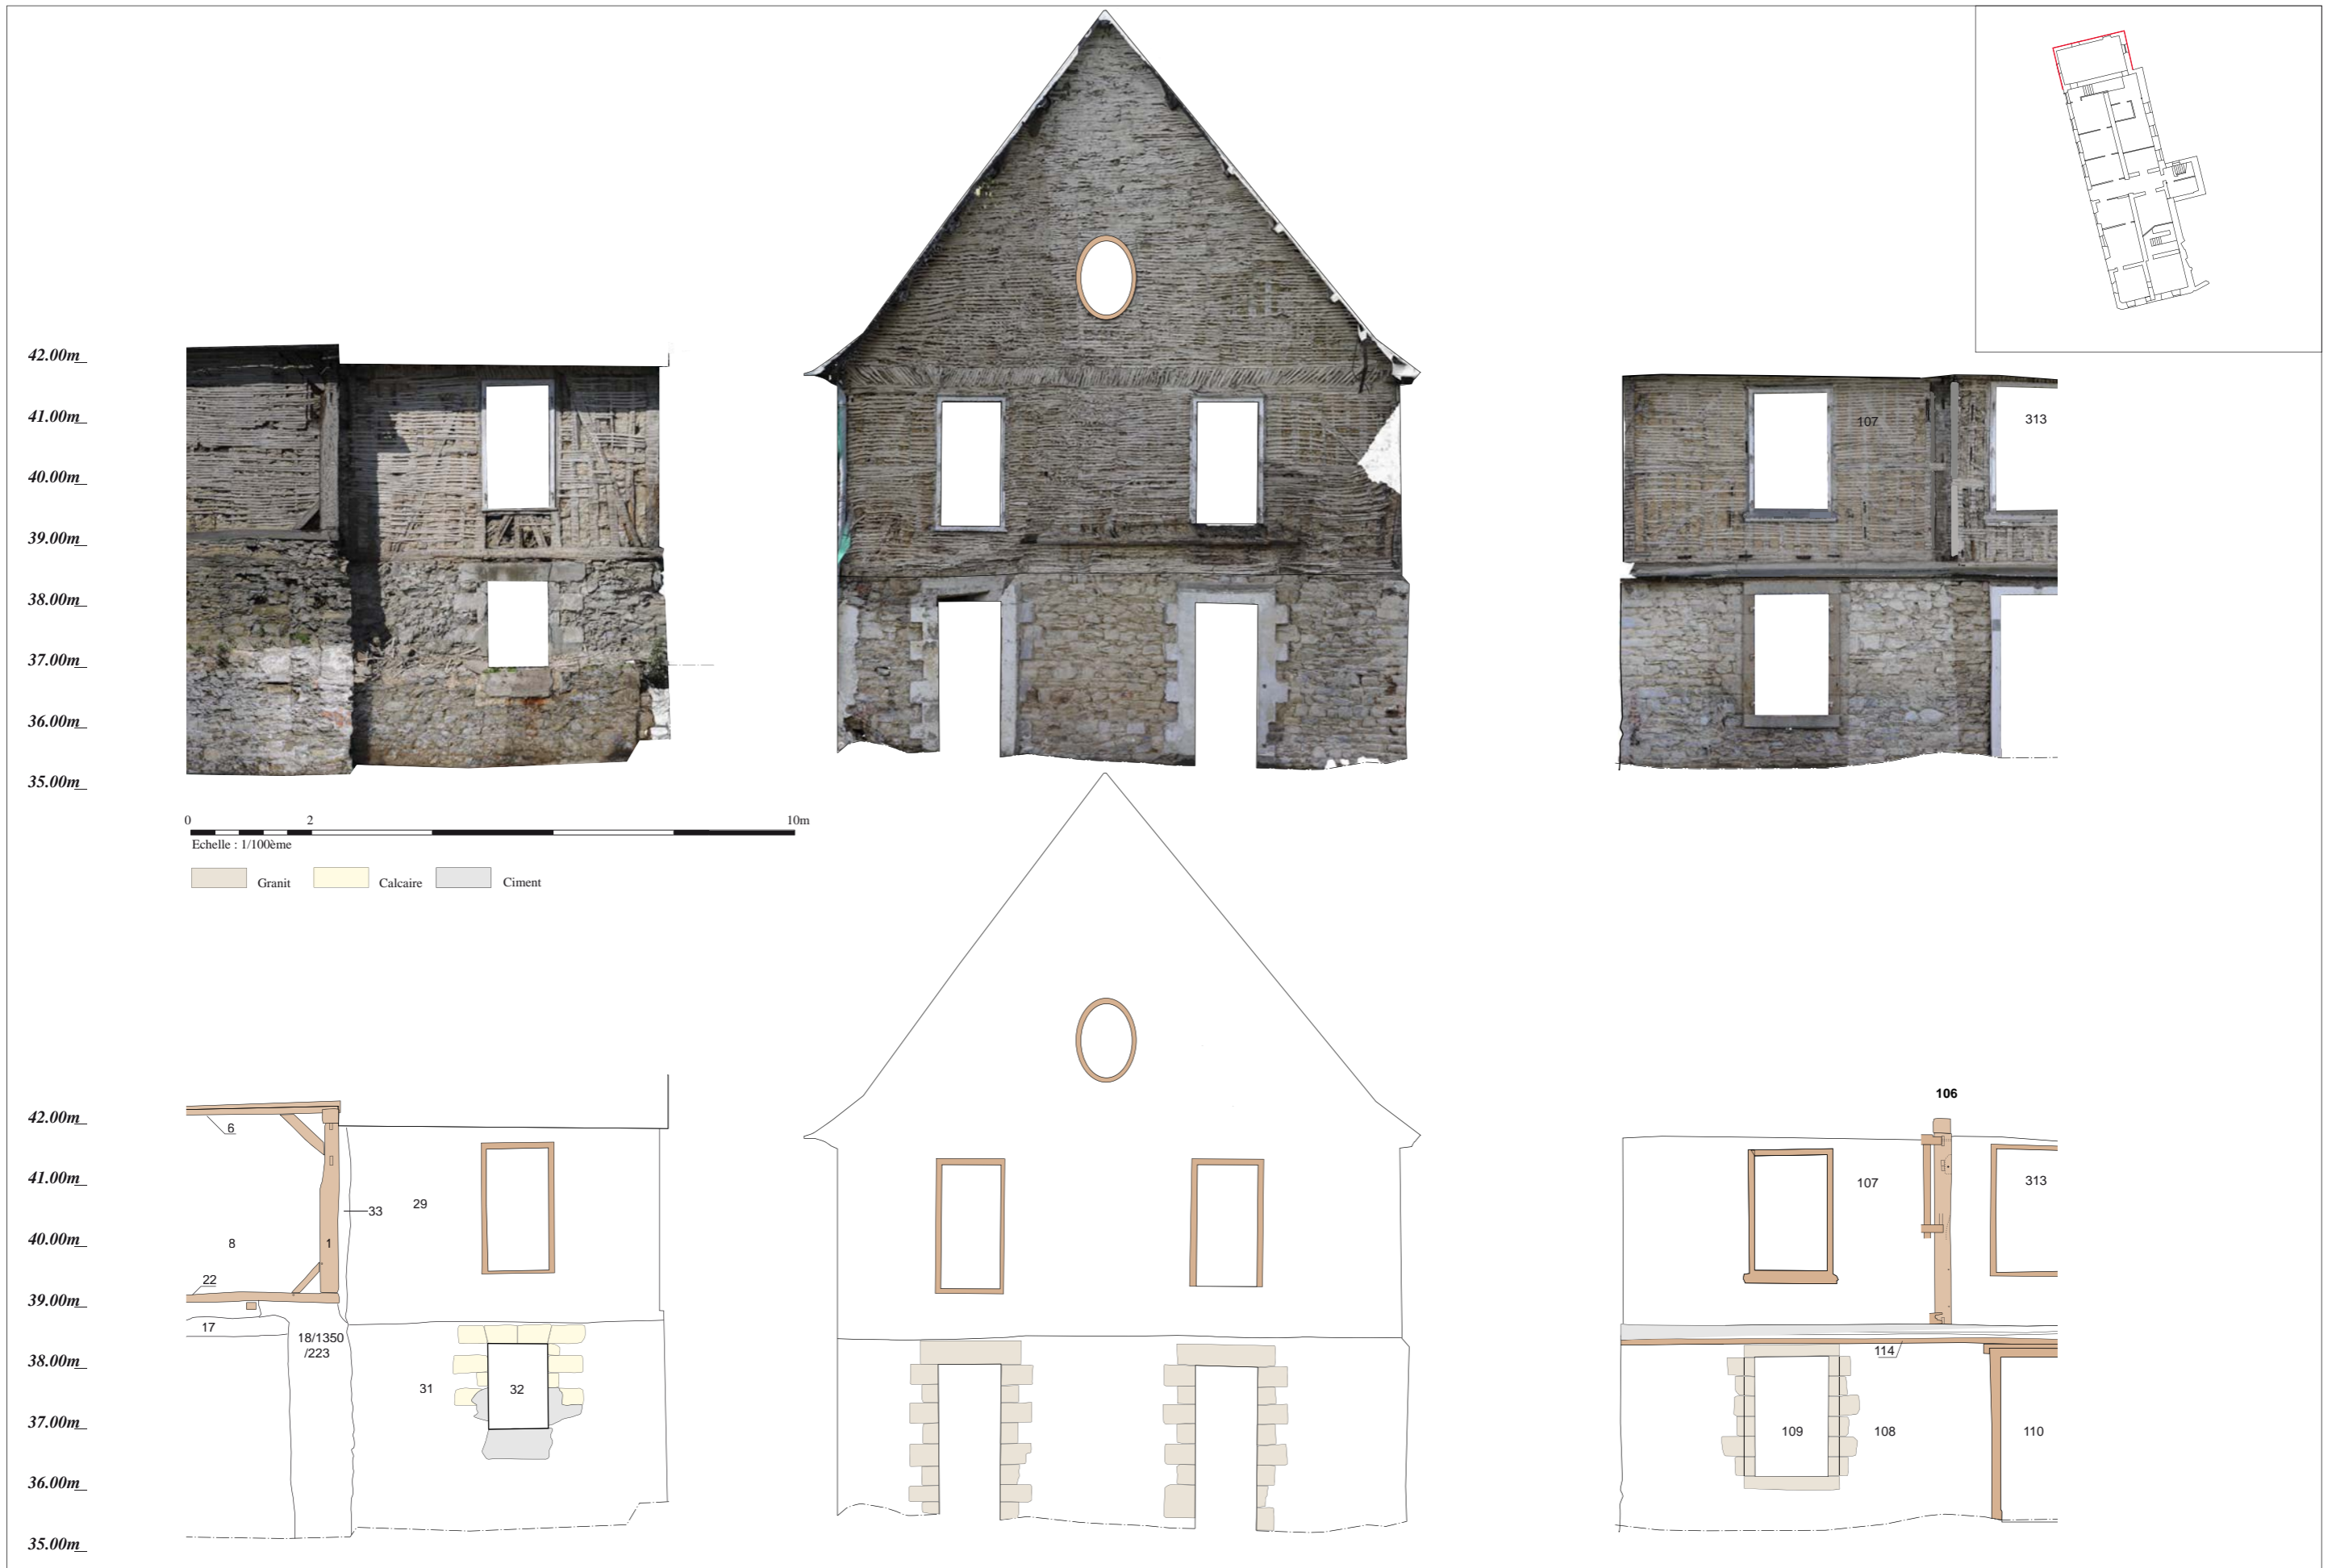 42.00m
41.00m
40.00m
39.00m
38.00m
37.00m
36.00m
35.00m
107
313
0 2 10m
Echelle : 1/100ème
Granit Calcaire Ciment
42.00m
41.00m
40.00m
39.00m
38.00m
37.00m
36.00m
35.00m
6
33
29
8
1
22
17
18/1350
/223
31
32
106
107
313
114
109
108
110